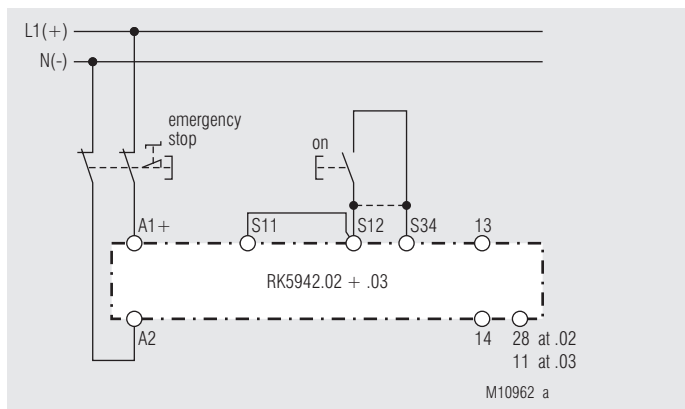 L1(+)
N(-)
emergency
stop
on
A1+
S11
S12
S34
13
RK5942.02 + .03
A2
14
28 at .02
11 at .03
M10962 a